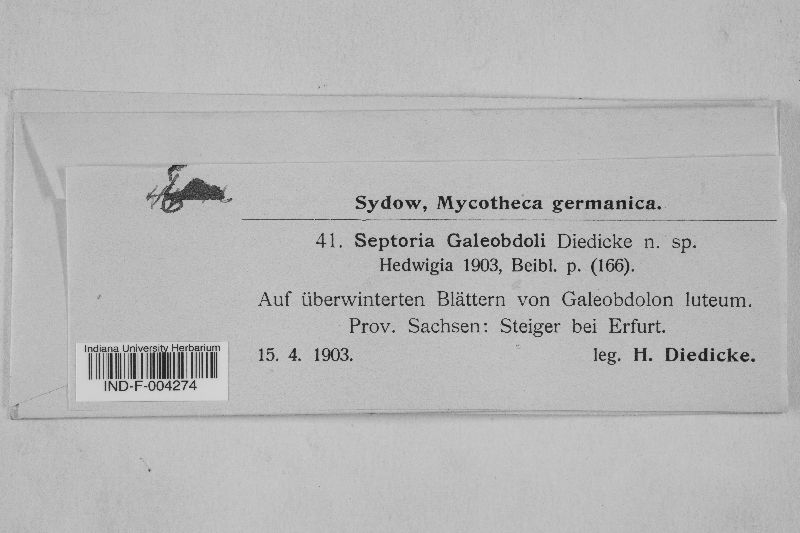 Sydow, Mycotheca germanica.
41. Septoria Galeobdoli Diedicke n. sp.
Hedwigia 1903, Beibl. p. (166).
Auf überwinterten Blättern von Galeobdolon luteum.
Prov. Sachsen: Steiger bei Erfurt.
15. 4. 1903. leg. H. Diedicke.
Indiana University Herbarium
IND-F-004274